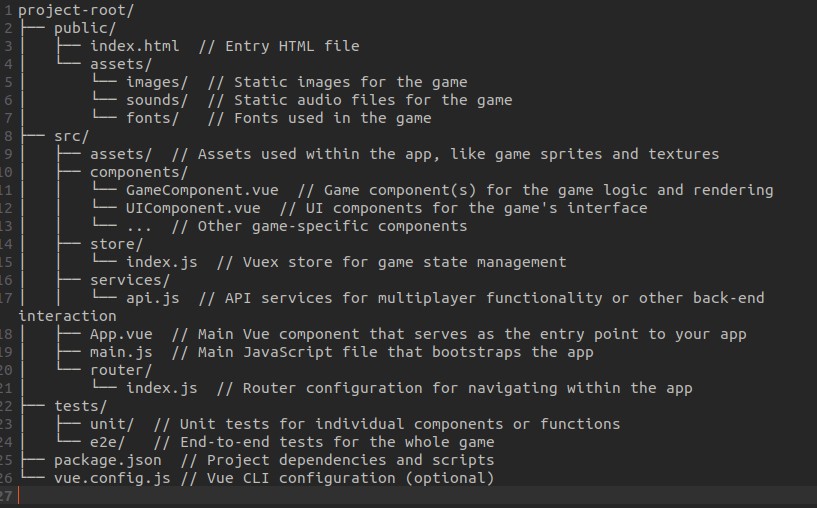 1 project-root/
2 ├── public/
3 │   ├── index.html  // Entry HTML file
4 │   └── assets/
5 │       └── images/  // Static images for the game
6 │       └── sounds/  // Static audio files for the game
7 │       └── fonts/   // Fonts used in the game
8 ├── src/
9 │   ├── assets/  // Assets used within the app, like game sprites and textures
10 │   ├── components/
11 │   │   └── GameComponent.vue  // Game component(s) for the game logic and rendering
12 │   │   └── UIComponent.vue  // UI components for the game's interface
13 │   │   └── ...  // Other game-specific components
14 │   ├── store/
15 │   │   └── index.js  // Vuex store for game state management
16 │   ├── services/
17 │   │   └── api.js  // API services for multiplayer functionality or other back-end
interaction
18 │   ├── App.vue  // Main Vue component that serves as the entry point to your app
19 │   ├── main.js  // Main JavaScript file that bootstraps the app
20 │   └── router/
21 │       └── index.js  // Router configuration for navigating within the app
22 ├── tests/
23 │   ├── unit/  // Unit tests for individual components or functions
24 │   └── e2e/   // End-to-end tests for the whole game
25 ├── package.json  // Project dependencies and scripts
26 └── vue.config.js // Vue CLI configuration (optional)
27